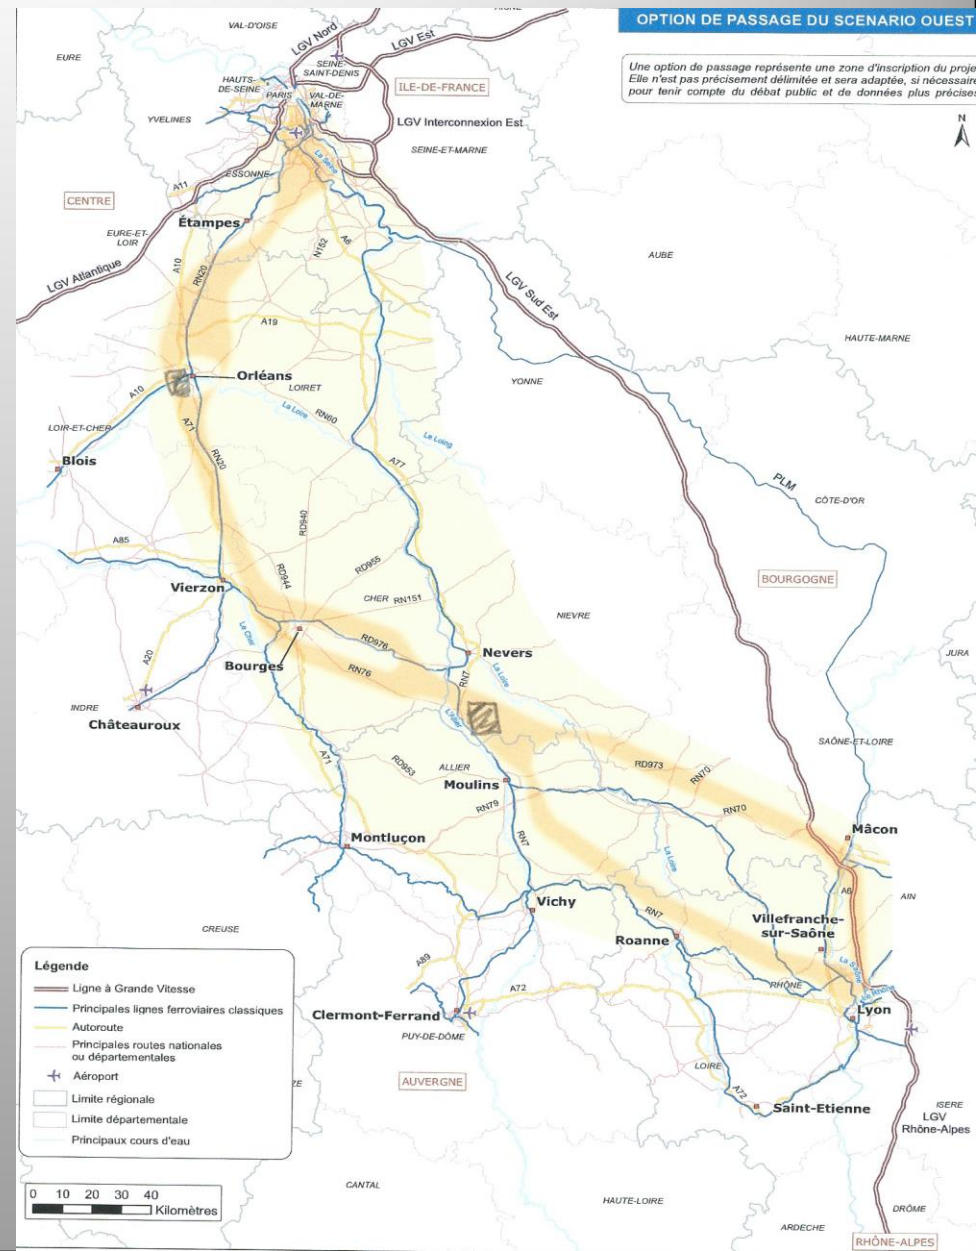 OPTION DE PASSAGE DU SCENARIO OUEST
Une option de passage représente une zone d'inscription du proje
Elle n'est pas précisement délimitée et sera adaptée, si nécessaire
pour tenir compte du débat public et de données plus précises
N
VAL-D'OISE
AISNE
LGV Nord
LGV Est
EURE
SEINE
SAINT-DENIS
HAUTS-
DE-SEINE
PARIS
VAL-DE-
MARNE
ILE-DE-FRANCE
YVELINES
LGV Interconnexion Est
SEINE-ET-MARNE
La Seine
ESSONNE
A11
CENTRE
Étampes
EURE-ET-
LOIR
N152
A6
AUBE
LGV Atlantique
A10
RN20
LGV Sud Est
A19
HAUTE-MARNE
Orléans
LOIRET
YONNE
A10
La Loire
RN60
LOIR-ET-CHER
A71
RN20
Le Loing
Blois
A77
PLM
CÔTE-D'OR
RD940
A85
RD944
RD955
BOURGOGNE
Vierzon
CHER
RN151
NIEVRE
Le Cher
RD976
Nevers
Bourges
RN76
RN7
La Loire
JURA
A20
INDRE
Châteauroux
L'Allier
SAÔNE-ET-LOIRE
A71
RD953
ALLIER
RD973
RN70
Moulins
RN79
RN70
Mâcon
Montluçon
RN7
La Loire
A6
AIN
Vichy
RN7
Villefranche-
sur-Saône
CREUSE
Roanne
La Saône
A89
RHÔNE
Le Rhône
A72
Clermont-Ferrand
Lyon
PUY-DE-DÔME
LOIRE
AUVERGNE
A72
Saint-Etienne
ISERE
LGV
Rhône-Alpes
CANTAL
HAUTE-LOIRE
DRÔME
ARDECHE
RHÔNE-ALPES
Légende
Ligne à Grande Vitesse
Principales lignes ferroviaires classiques
Autoroute
Principales routes nationales
ou départementales
Aéroport
Limite régionale
Limite départementale
Principaux cours d'eau
ZE
0 10 20 30 40
Kilomètres